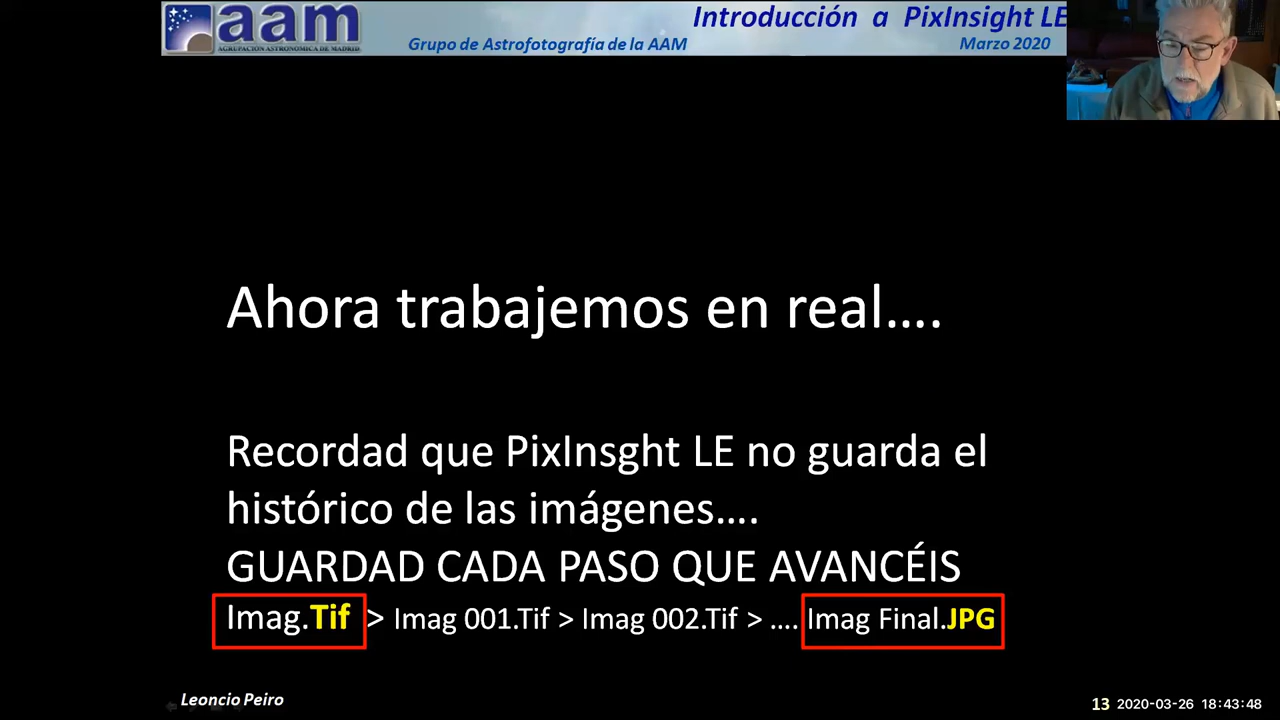 aam
AGRUPACIÓN ASTRONÓMICA DE MADRID
Introducción a PixInsight LE
Grupo de Astrofotografía de la AAM
Marzo 2020
Ahora trabajemos en real....
Recordad que PixInsght LE no guarda el
histórico de las imágenes....
GUARDAD CADA PASO QUE AVANCÉIS
Imag.Tif > Imag 001.Tif > Imag 002.Tif > .... Imag Final.JPG
Leoncio Peiro
13 2020-03-26 18:43:48